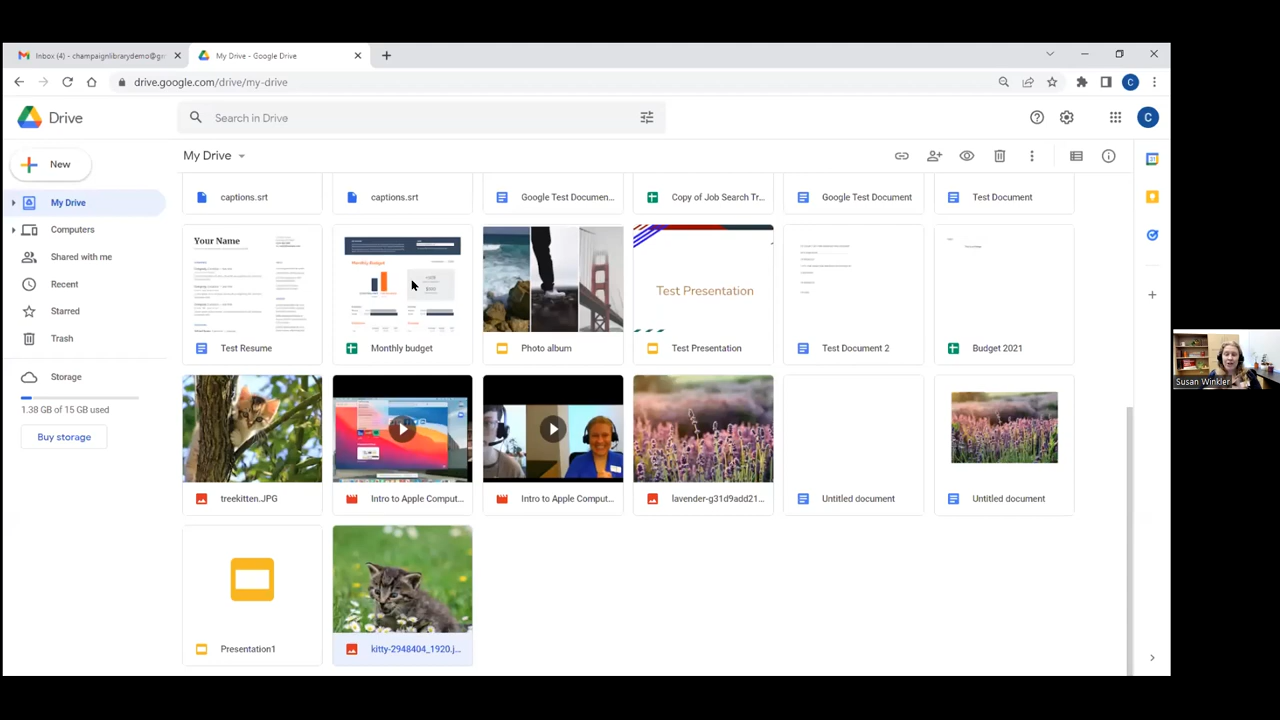 Inbox (4) - champaignlibrarydemo@gm
My Drive - Google Drive
drive.google.com/drive/my-drive
C
Drive
Search in Drive
C
New
My Drive
My Drive
Computers
Shared with me
Recent
Starred
Trash
Storage
1.38 GB of 15 GB used
Buy storage
captions.srt
captions.srt
Google Test Documen...
Copy of Job Search Tr...
Google Test Document
Test Document
Your Name
Monthly Budget
Test Presentation
Test Resume
Monthly budget
Photo album
Test Presentation
Test Document 2
Budget 2021
treekitten.JPG
Intro to Apple Comput...
Intro to Apple Comput...
lavender-g31d9add21...
Untitled document
Untitled document
Presentation1
kitty-2948404_1920.j...
31
Susan Winkler